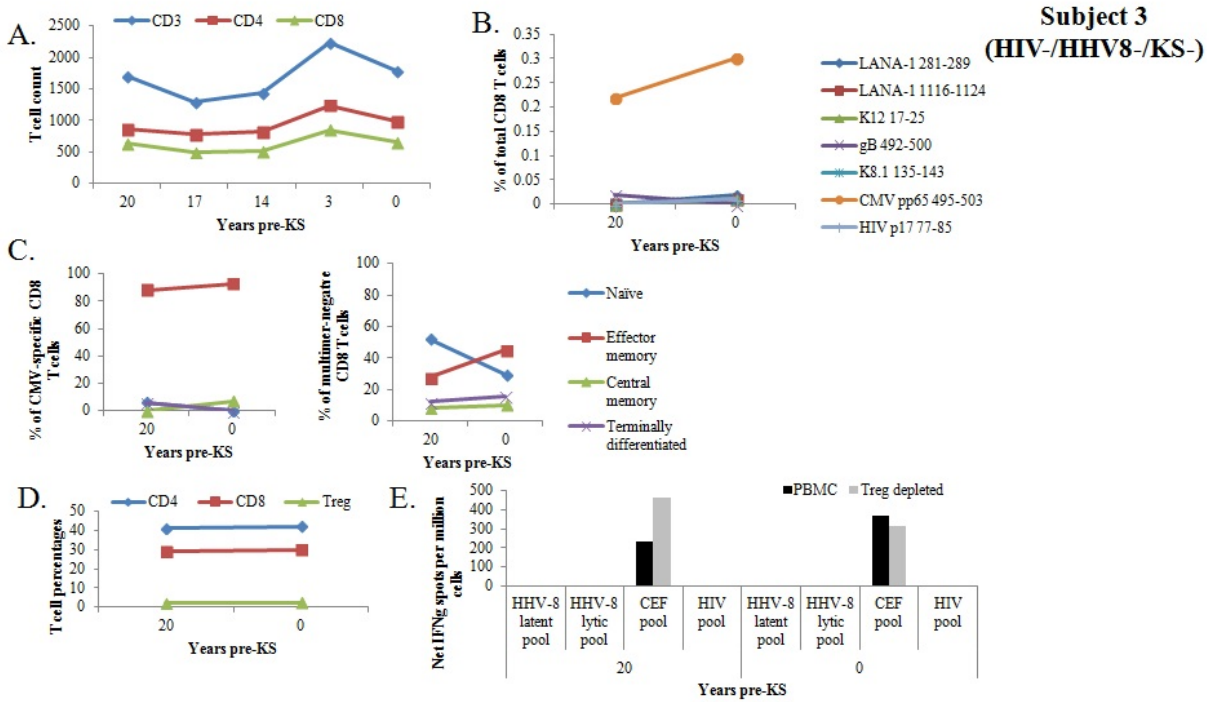 Subject 3
(HIV-/HHV8-/KS-)
A.
CD3 CD4 CD8
T cell count
2500
2000
1500
1000
500
0
20 17 14 3 0
Years pre-KS
B.
% of total CD8 T cells
0.35
0.3
0.25
0.2
0.15
0.1
0.05
0
20 0
Years pre-KS
LANA-1 281-289
LANA-1 1116-1124
K12 17-25
gB 492-500
K8.1 135-143
CMV pp65 495-503
HIV p17 77-85
C.
% of CMV-specific CD8
T cells
100
80
60
40
20
0
20 0
Years pre-KS
% of multimer-negative
CD8 T cells
100
80
60
40
20
0
20 0
Years pre-KS
Naïve
Effector
memory
Central
memory
Terminally
differentiated
D.
CD4 CD8 Treg
T cell percentages
50
40
30
20
10
0
20 0
Years pre-KS
E.
PBMC Treg depleted
Net IFNg spots per million
cells
500
400
300
200
100
0
HHV-8 HHV-8 CEF HIV pool HHV-8 HHV-8 CEF HIV
latent lytic pool latent lytic pool pool
pool pool pool pool
20 0
Years pre-KS